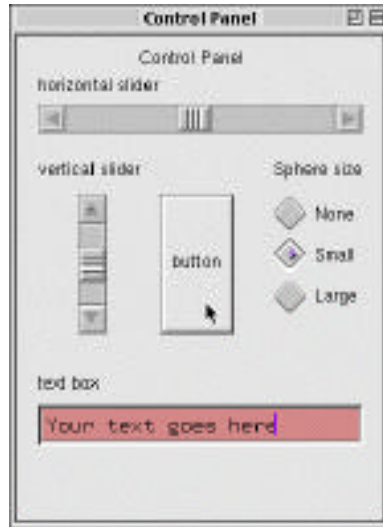 Control Panel
Control Panel
horizontal slider
vertical slider
Sphere size
None
button
Small
Large
text box
Your text goes here